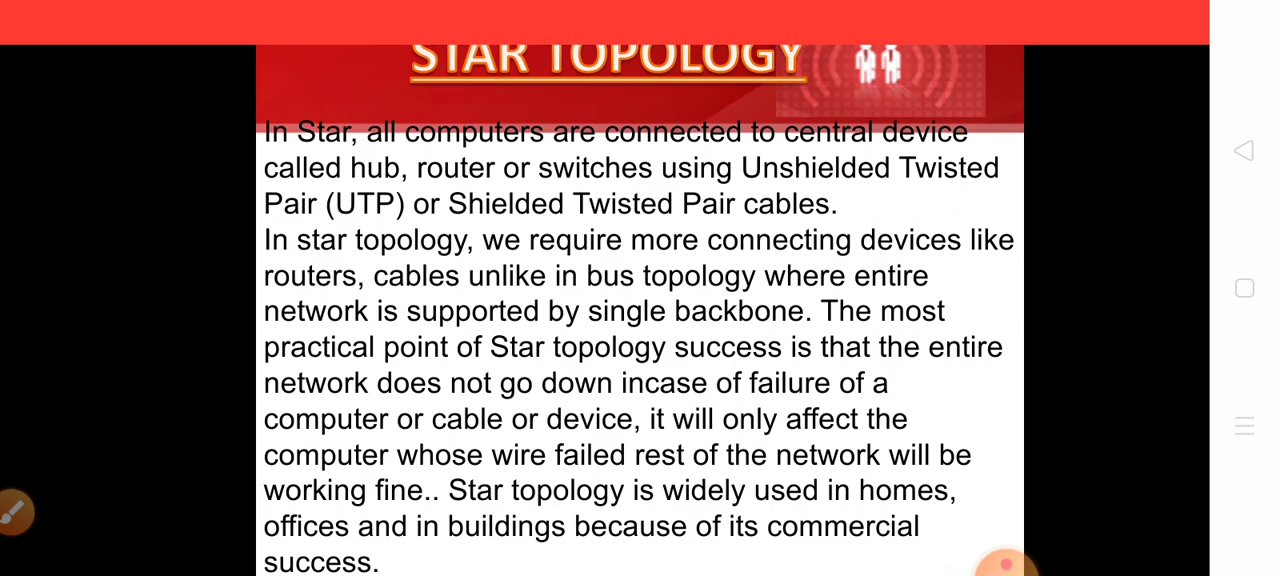 STAR TOPOLOGY
In Star, all computers are connected to central device
called hub, router or switches using Unshielded Twisted
Pair (UTP) or Shielded Twisted Pair cables.
In star topology, we require more connecting devices like
routers, cables unlike in bus topology where entire
network is supported by single backbone. The most
practical point of Star topology success is that the entire
network does not go down incase of failure of a
computer or cable or device, it will only affect the
computer whose wire failed rest of the network will be
working fine.. Star topology is widely used in homes,
offices and in buildings because of its commercial
success.